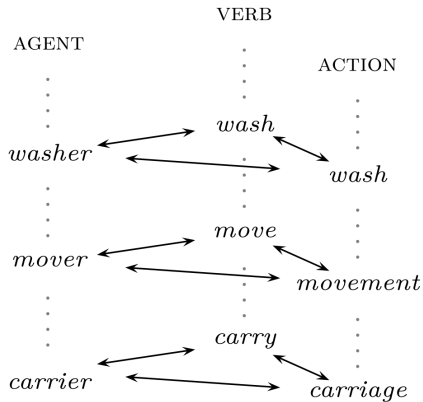 VERB
AGENT
ACTION
wash
washer
wash
move
mover
movement
carry
carrier
carriage